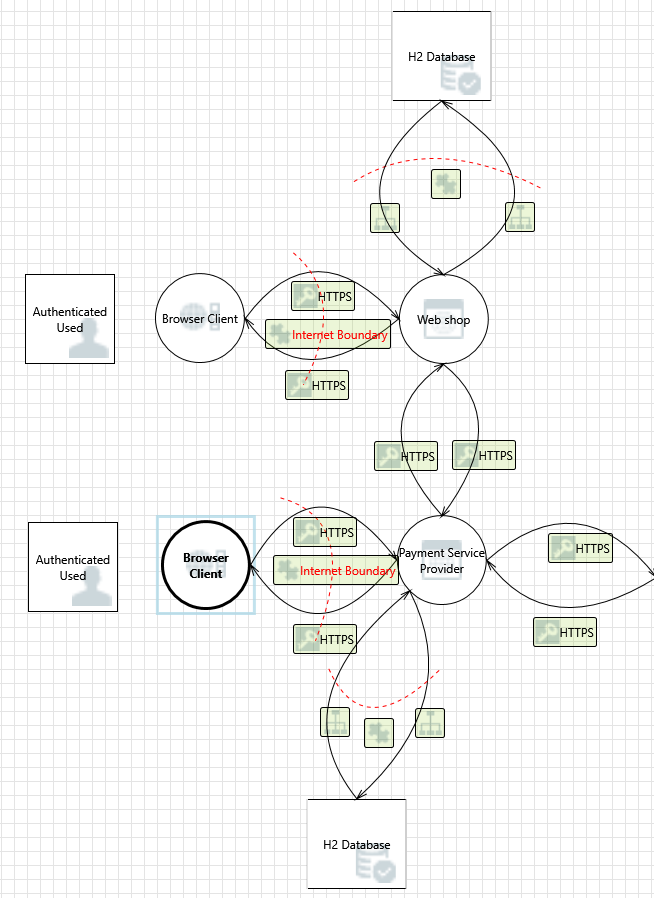 H2 Database
HTTPS
Authenticated
Used
Browser Client
Web shop
Internet Boundary
HTTPS
HTTPS
HTTPS
HTTPS
HTTPS
Authenticated
Used
Browser
Client
Payment Service
Provider
Internet Boundary
HTTPS
HTTPS
H2 Database